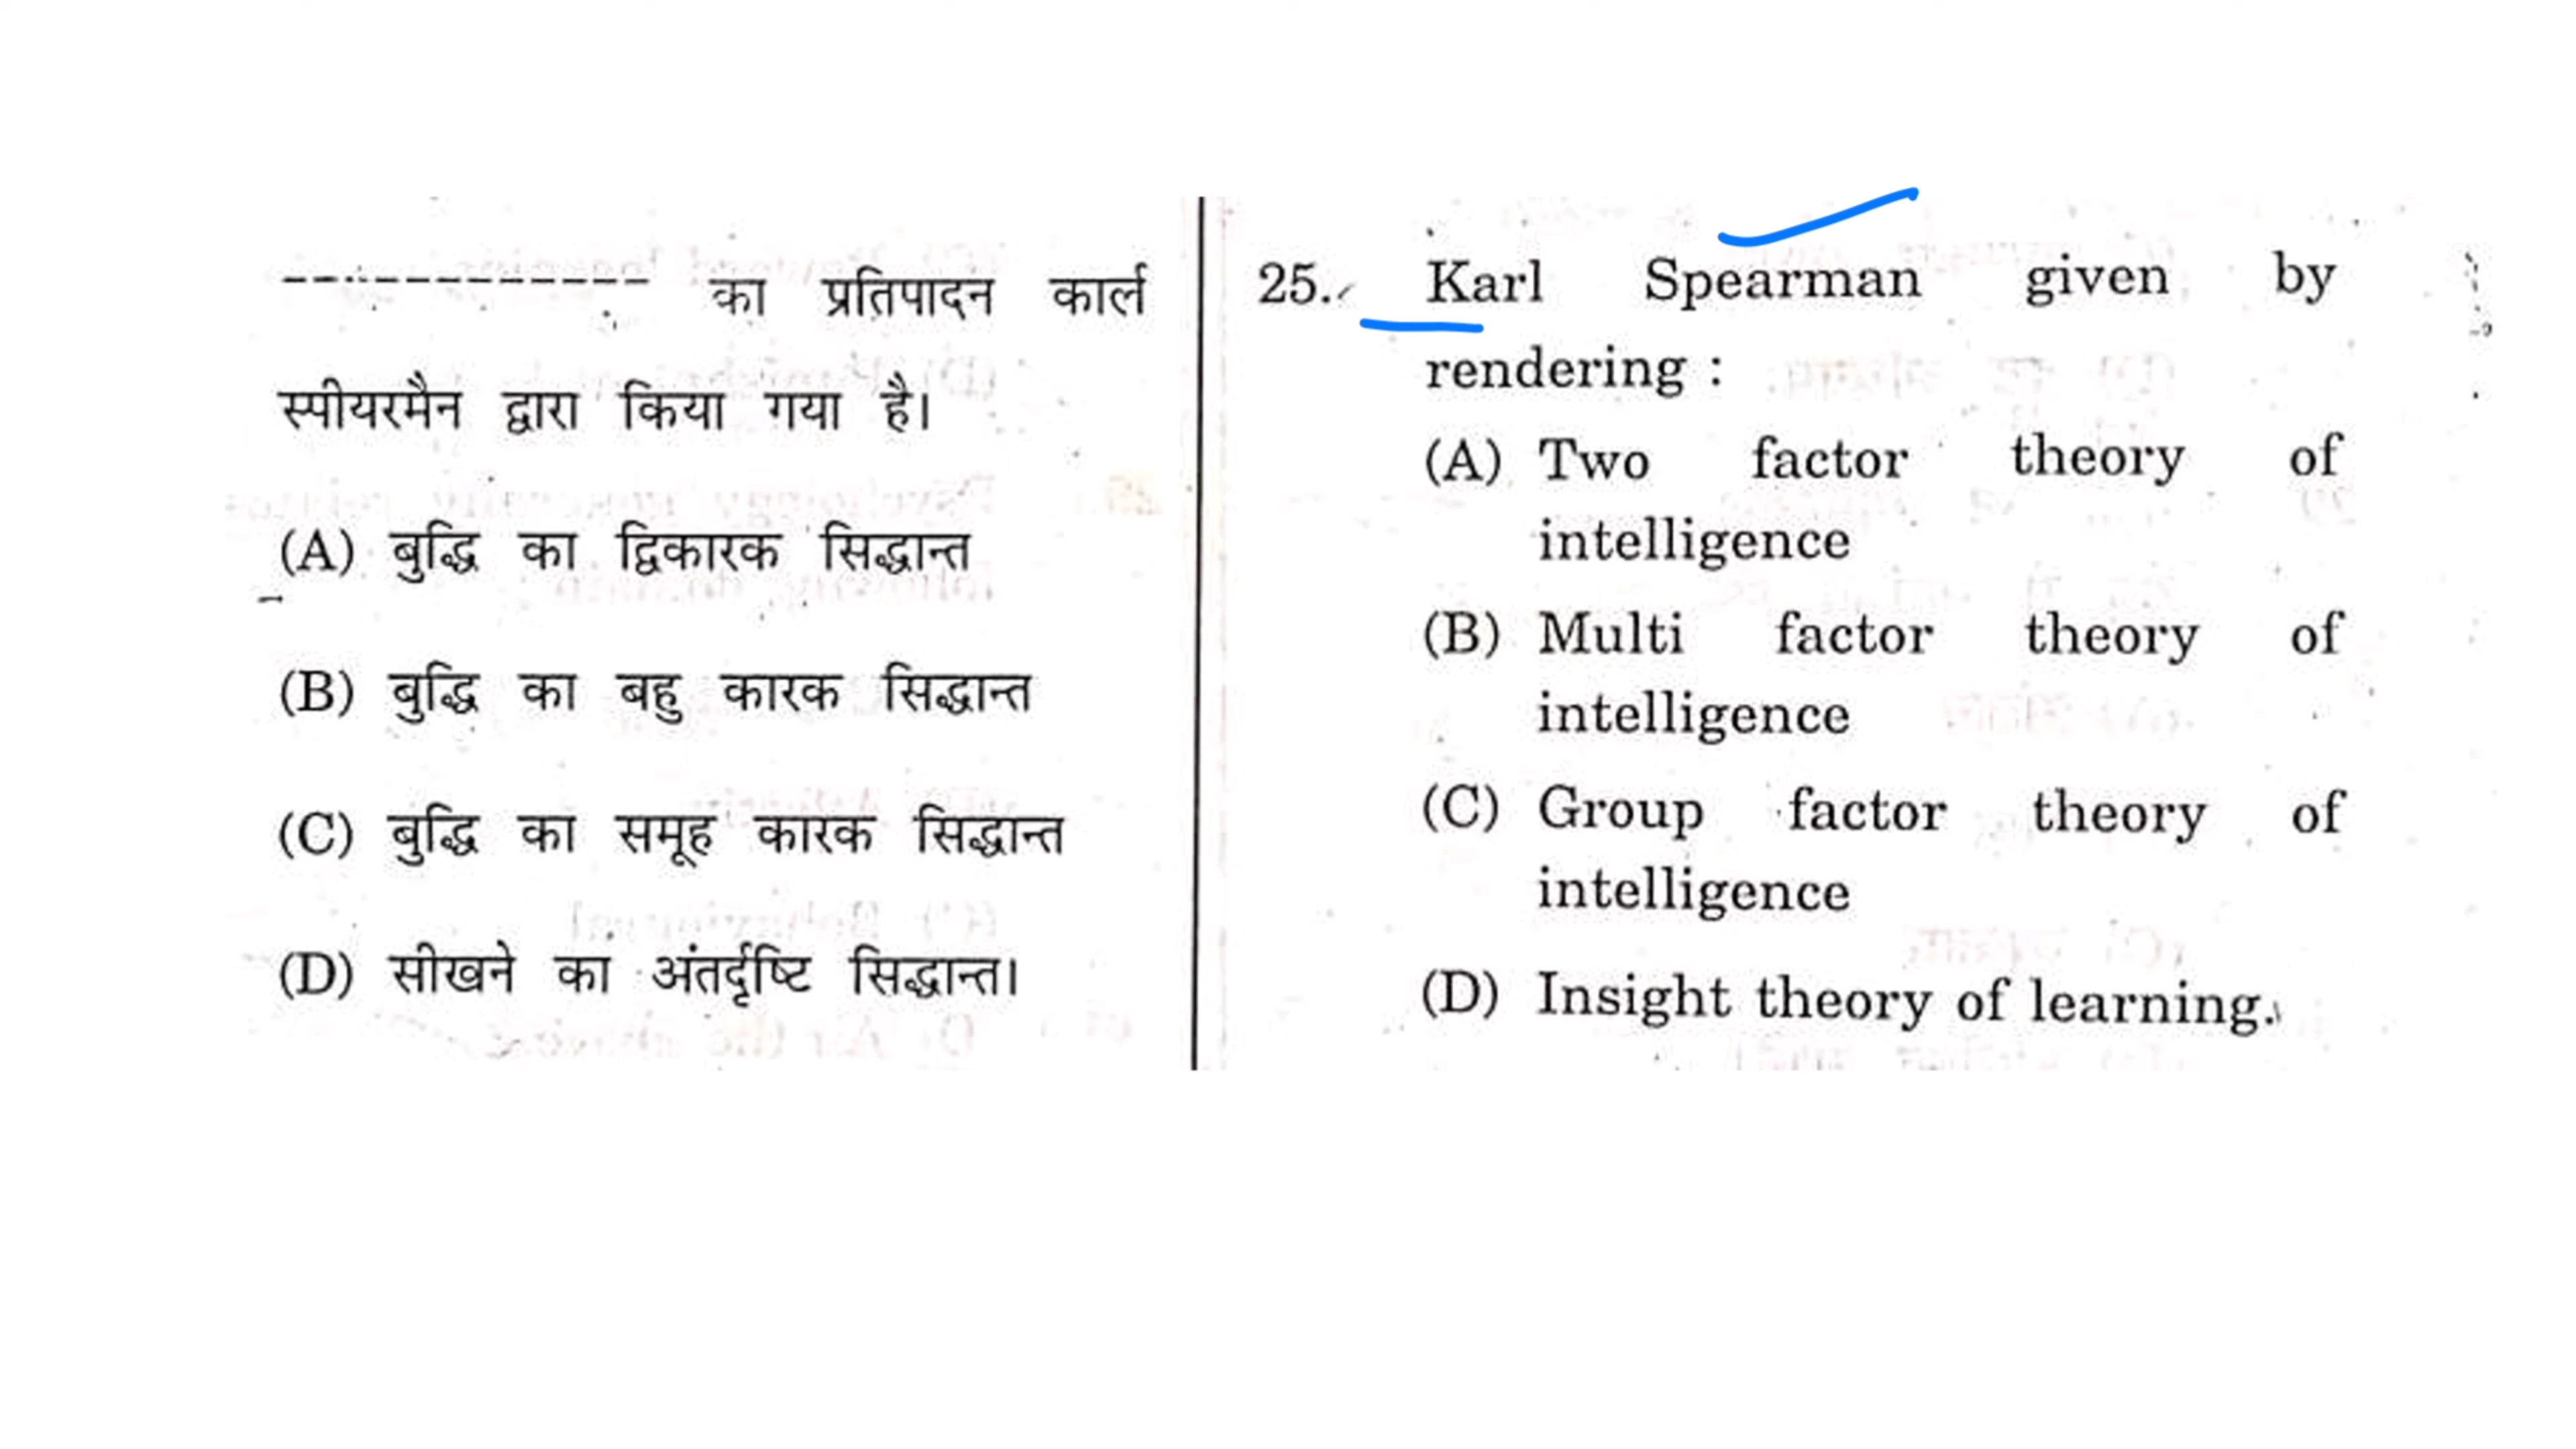 ------------ का प्रतिपादन कार्ल
स्पीयरमैन द्वारा किया गया है।
(A) बुद्धि का द्विकारक सिद्धान्त
(B) बुद्धि का बहु कारक सिद्धान्त
(C) बुद्धि का समूह कारक सिद्धान्त
(D) सीखने का अंतर्दृष्टि सिद्धान्त।
25. Karl Spearman given by
rendering :
(A) Two factor theory of
intelligence
(B) Multi factor theory of
intelligence
(C) Group factor theory of
intelligence
(D) Insight theory of learning.